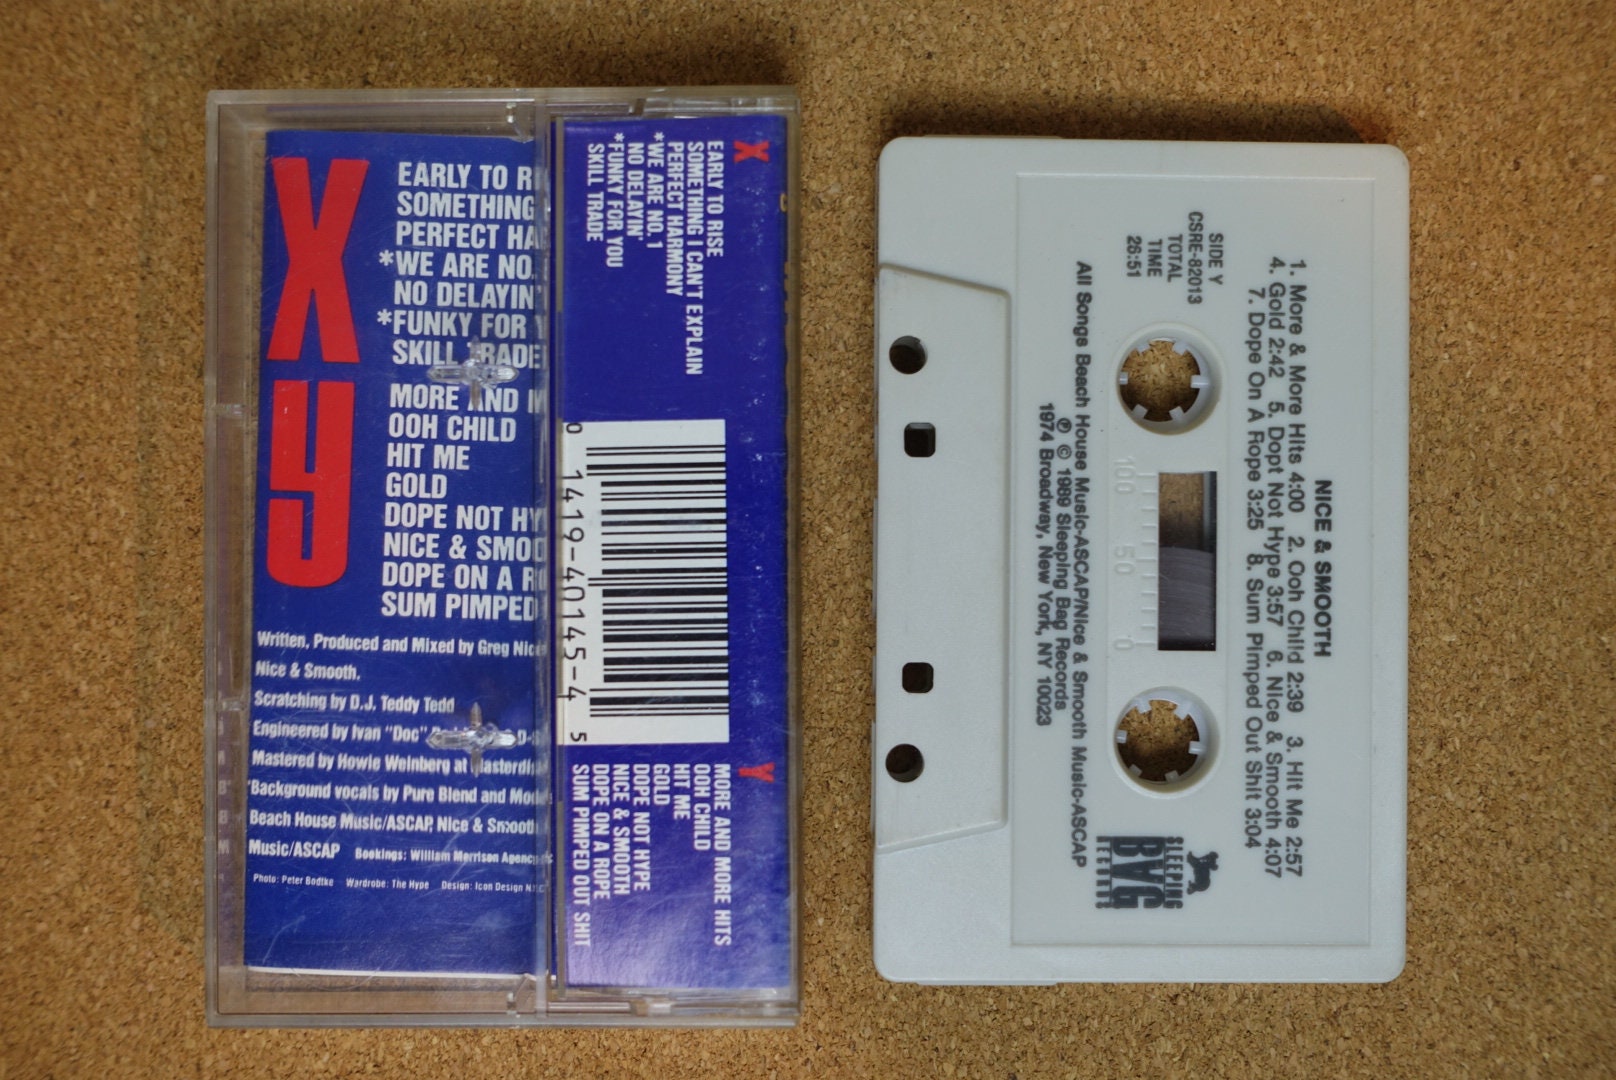 X
EARLY TO R
SOMETHING
PERFECT HA
*WE ARE NO.
NO DELAYIN'
*FUNKY FOR
SKILL TRADE
y
MORE AND M
OOH CHILD
HIT ME
GOLD
DOPE NOT HY
NICE & SMOO
DOPE ON A R
SUM PIMPED
Written, Produced and Mixed by Greg Nice
Nice & Smooth.
Scratching by D.J. Teddy Tedd
Engineered by Ivan "Doc"
Mastered by Howie Weinberg at Masterdi
*Background vocals by Pure Blend and
Beach House Music/ASCAP, Nice & Smooth
Music/ASCAP Bookings: William Morrison Agency
Photo: Peter Bodtke Wardrobe: The Hype Design: Icon Design N.Y.C.
X
EARLY TO RISE
SOMETHING I CAN'T EXPLAIN
PERFECT HARMONY
*WE ARE NO. 1
NO DELAYIN'
*FUNKY FOR YOU
SKILL TRADE
0 1419-40145-4 5
Y
MORE AND MORE HITS
OOH CHILD
HIT ME
GOLD
DOPE NOT HYPE
NICE & SMOOTH
DOPE ON A ROPE
SUM PIMPED OUT SHIT
NICE & SMOOTH
1. More & More Hits 4:00 2. Ooh Child 2:39 3. Hit Me 2:57
4. Gold 2:42 5. Dopt Not Hype 3:57 6. Nice & Smooth 4:07
7. Dope On A Rope 3:25 8. Sum Pimped Out Shit 3:04
SIDE Y
CSRE-82013
TOTAL
TIME
26:51
100 50 0
SLEEPING
BAG
RECORDS
All Songs Beach House Music-ASCAP/Nice & Smooth Music-ASCAP
℗ © 1989 Sleeping Bag Records
1974 Broadway, New York, NY 10023